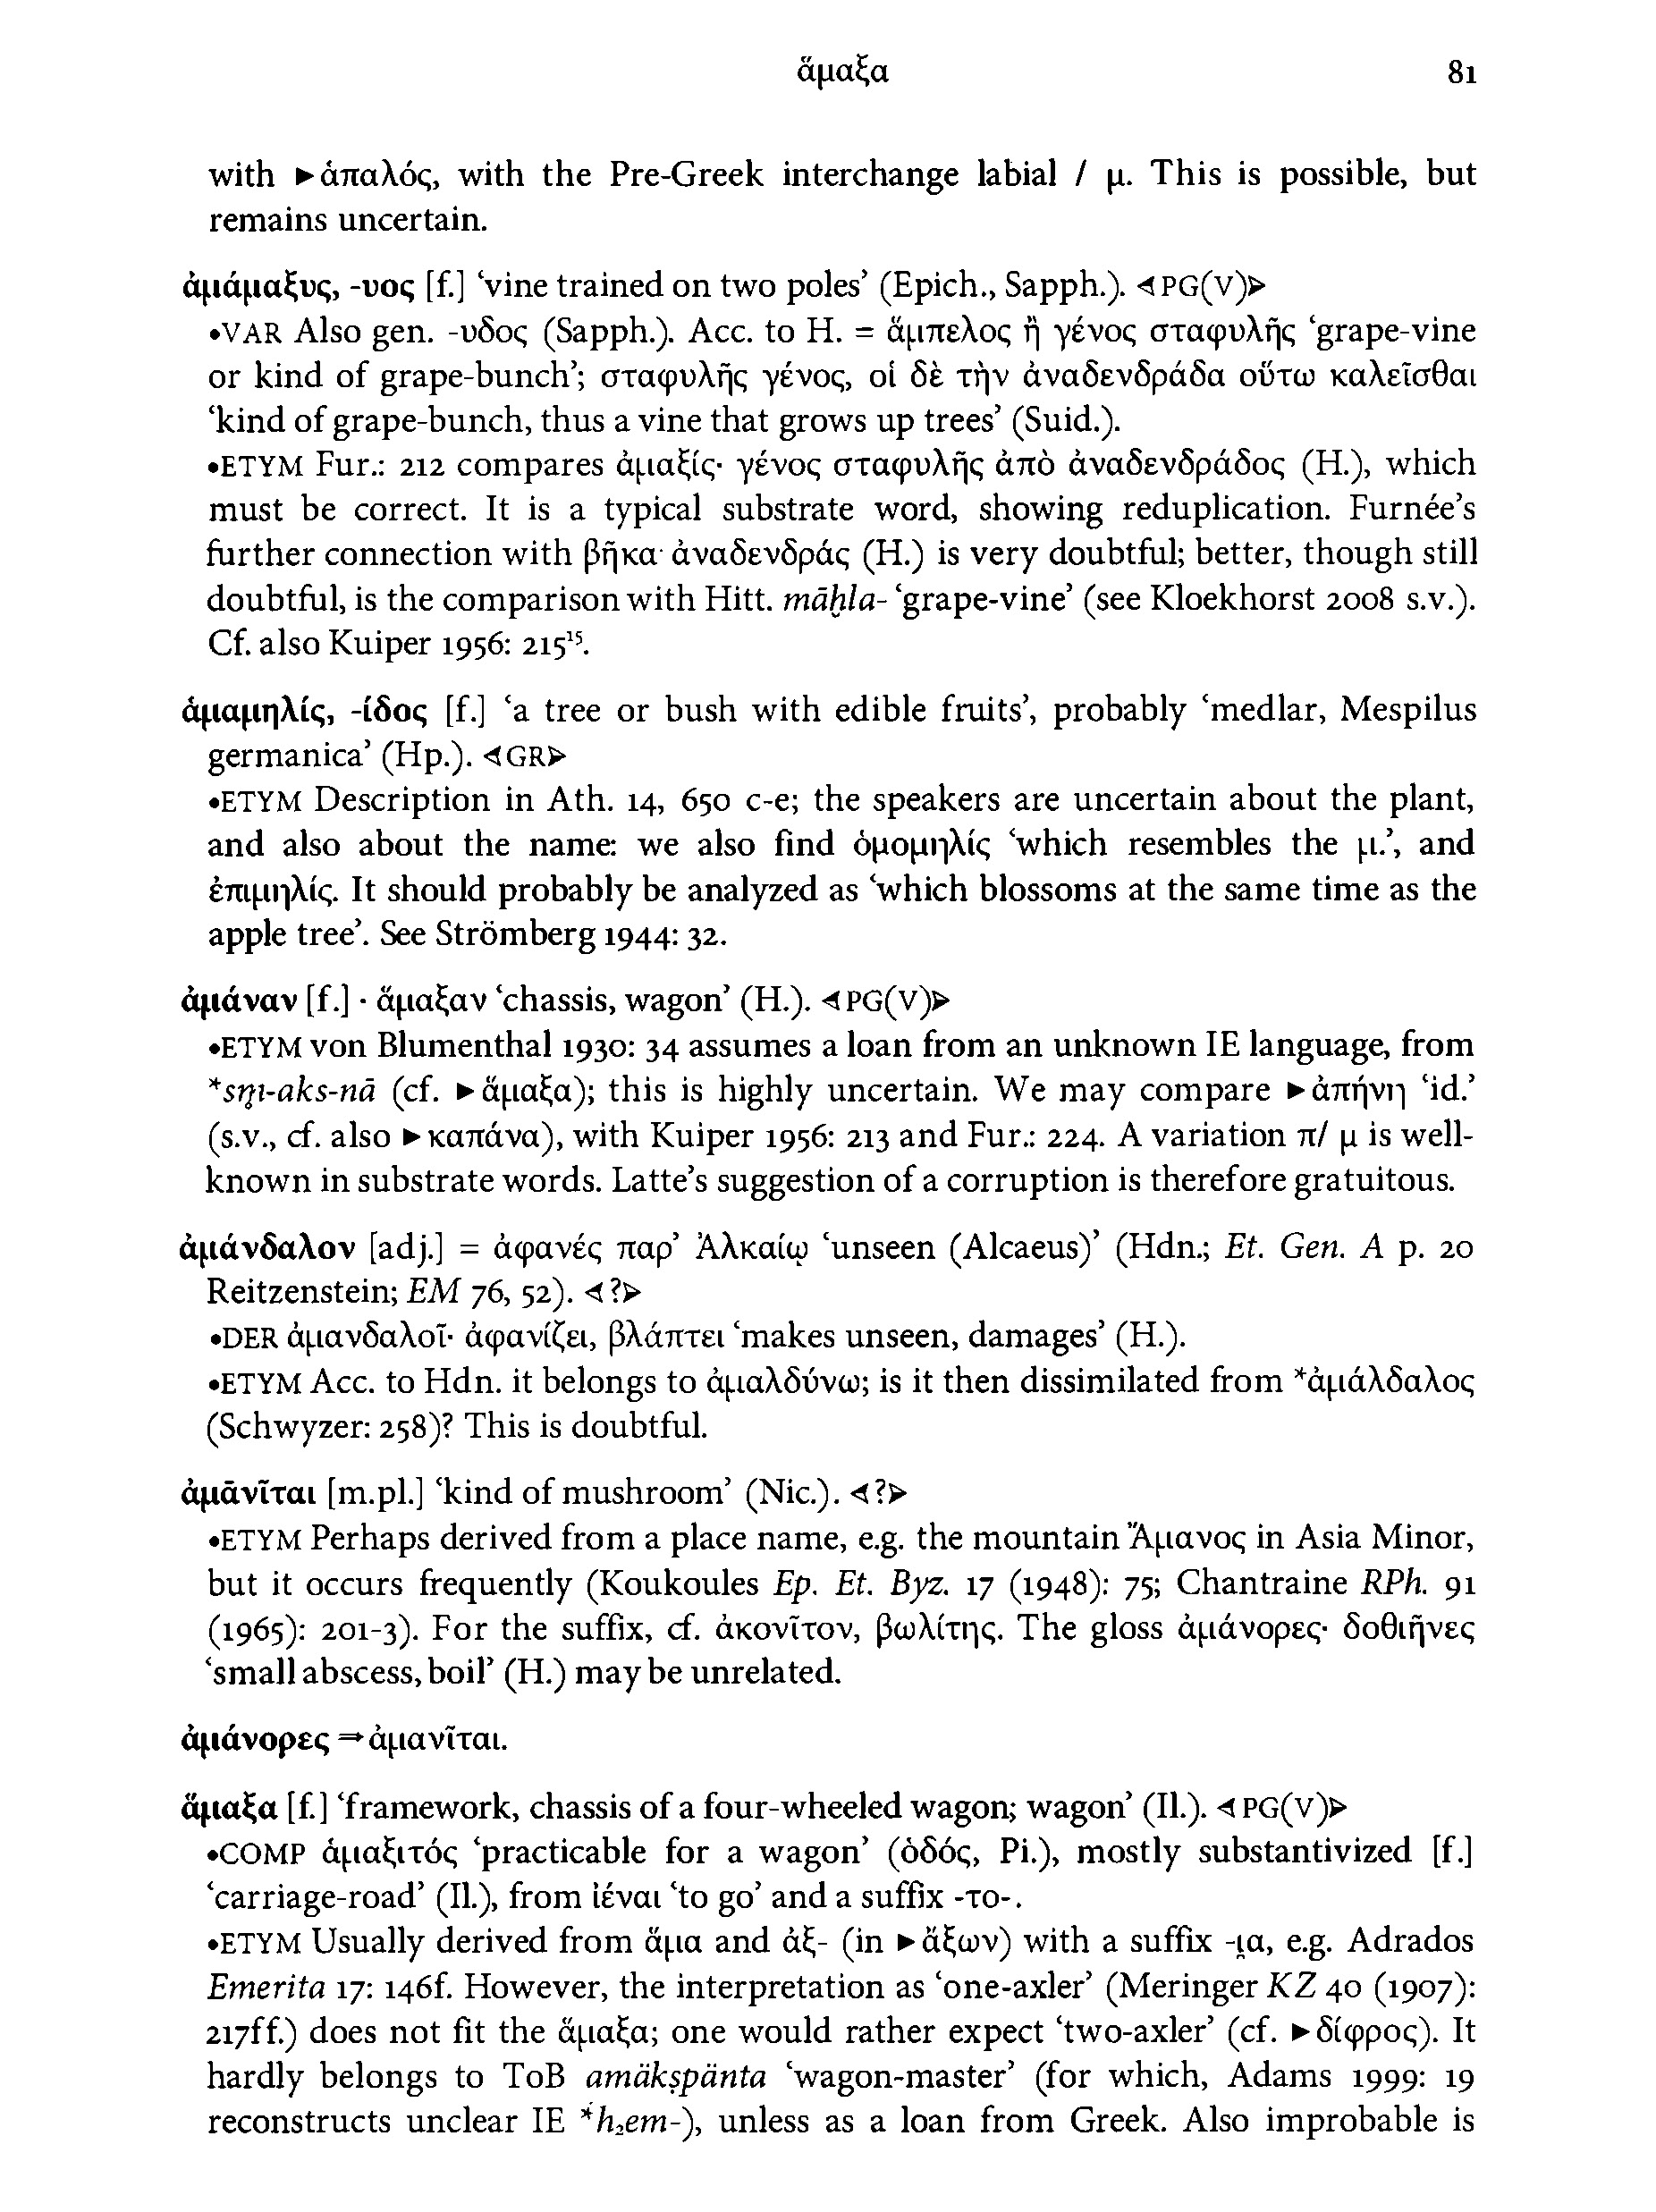 ἅμαξα 81
with ►ἁπαλός, with the Pre-Greek interchange labial / μ. This is possible, but
remains uncertain.
ἁμάμαξυς, -υος [f.] ‘vine trained on two poles’ (Epich., Sapph.). ◄PG(V)►
•VAR Also gen. -υδος (Sapph.). Acc. to H. = ἄμπελος ἢ γένος σταφυλῆς ‘grape-vine
or kind of grape-bunch’; σταφυλῆς γένος, οἱ δὲ τὴν ἀναδενδράδα οὕτω καλεῖσθαι
‘kind of grape-bunch, thus a vine that grows up trees’ (Suid.).
•ETYM Fur.: 212 compares ἁμαξίς· γένος σταφυλῆς ἀπὸ ἀναδενδράδος (H.), which
must be correct. It is a typical substrate word, showing reduplication. Furnée’s
further connection with βῆκα· ἀναδενδράς (H.) is very doubtful; better, though still
doubtful, is the comparison with Hitt. māḫla- ‘grape-vine’ (see Kloekhorst 2008 s.v.).
Cf. also Kuiper 1956: 215¹⁵.
ἁμαμηλίς, -ίδος [f.] ‘a tree or bush with edible fruits’, probably ‘medlar, Mespilus
germanica’ (Hp.). ◄GR►
•ETYM Description in Ath. 14, 650 c-e; the speakers are uncertain about the plant,
and also about the name: we also find ὁμομηλίς ‘which resembles the μ.’, and
ἐπιμηλίς. It should probably be analyzed as ‘which blossoms at the same time as the
apple tree’. See Strömberg 1944: 32.
ἀμάναν [f.] · ἅμαξαν ‘chassis, wagon’ (H.). ◄PG(V)►
•ETYM von Blumenthal 1930: 34 assumes a loan from an unknown IE language, from
*sm̥-aks-nā (cf. ►ἅμαξα); this is highly uncertain. We may compare ►ἀπήνη ‘id.’
(s.v., cf. also ►καπάνα), with Kuiper 1956: 213 and Fur.: 224. A variation π/ μ is well-
known in substrate words. Latte’s suggestion of a corruption is therefore gratuitous.
ἀμάνδαλον [adj.] = ἀφανές παρ’ Ἀλκαίῳ ‘unseen (Alcaeus)’ (Hdn.; Et. Gen. A p. 20
Reitzenstein; EM 76, 52). ◄?►
•DER ἀμανδαλοῖ· ἀφανίζει, βλάπτει ‘makes unseen, damages’ (H.).
•ETYM Acc. to Hdn. it belongs to ἀμαλδύνω; is it then dissimilated from *ἀμάλδαλος
(Schwyzer: 258)? This is doubtful.
ἀμᾱνῖται [m.pl.] ‘kind of mushroom’ (Nic.). ◄?►
•ETYM Perhaps derived from a place name, e.g. the mountain Ἄμανος in Asia Minor,
but it occurs frequently (Koukoules Ep. Et. Byz. 17 (1948): 75; Chantraine RPh. 91
(1965): 201-3). For the suffix, cf. ἀκονῖτον, βωλίτης. The gloss ἀμάνορες· δοθιῆνες
‘small abscess, boil’ (H.) may be unrelated.
ἀμάνορες ⇒ ἀμανῖται.
ἅμαξα [f.] ‘framework, chassis of a four-wheeled wagon; wagon’ (Il.). ◄PG(V)►
•COMP ἁμαξιτός ‘practicable for a wagon’ (ὁδός, Pi.), mostly substantivized [f.]
‘carriage-road’ (Il.), from ἰέναι ‘to go’ and a suffix -το-.
•ETYM Usually derived from ἅμα and ἀξ- (in ►ἄξων) with a suffix -ι̯α, e.g. Adrados
Emerita 17: 146f. However, the interpretation as ‘one-axler’ (Meringer KZ 40 (1907):
217ff.) does not fit the ἅμαξα; one would rather expect ‘two-axler’ (cf. ►δίφρος). It
hardly belongs to ToB amäkṣpänta ‘wagon-master’ (for which, Adams 1999: 19
reconstructs unclear IE *h₂em-), unless as a loan from Greek. Also improbable is